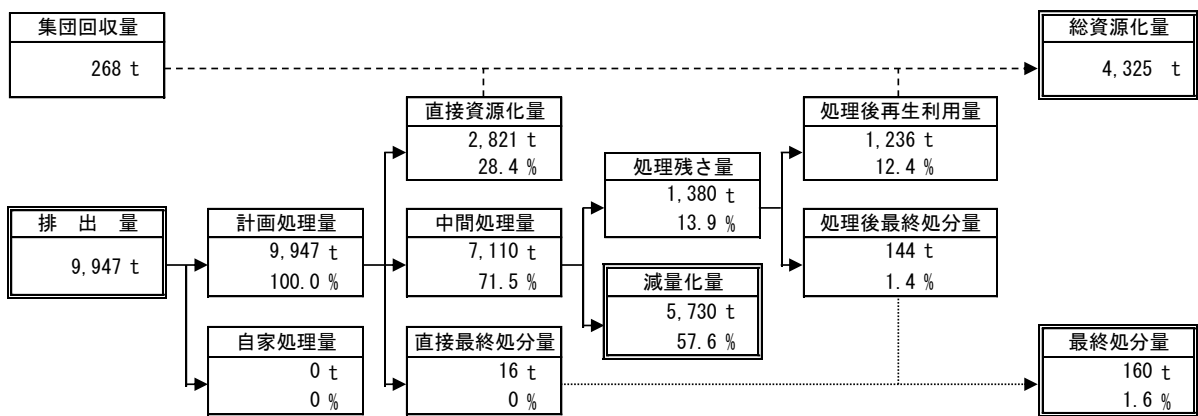 集団回収量
268 t
総資源化量
4,325 t
直接資源化量
2,821 t
28.4 %
処理後再生利用量
1,236 t
12.4 %
処理残さ量
1,380 t
13.9 %
排 出 量
9,947 t
計画処理量
9,947 t
100.0 %
中間処理量
7,110 t
71.5 %
処理後最終処分量
144 t
1.4 %
減量化量
5,730 t
57.6 %
自家処理量
0 t
0 %
直接最終処分量
16 t
0 %
最終処分量
160 t
1.6 %